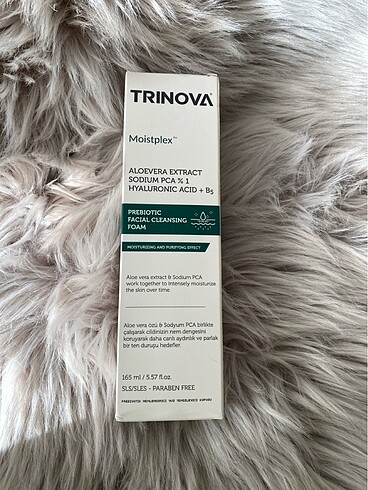 TRINOVA®
Moistplex™
ALOEVERA EXTRACT
SODIUM PCA % 1
HYALURONIC ACID + B5
PREBIOTIC
FACIAL CLEANSING
FOAM
MOISTURIZING AND PURIFYING EFFECT
Aloe vera extract & Sodium PCA
work together to intensely moisturize
the skin over time.
Aloe vera özü & Sodyum PCA birlikte
çalışarak cildinizin nem dengesini
koruyarak daha canlı aydınlık ve parlak
bir ten duruşu hedefler.
165 ml / 5.57 fl.oz.
SLS/SLES - PARABEN FREE